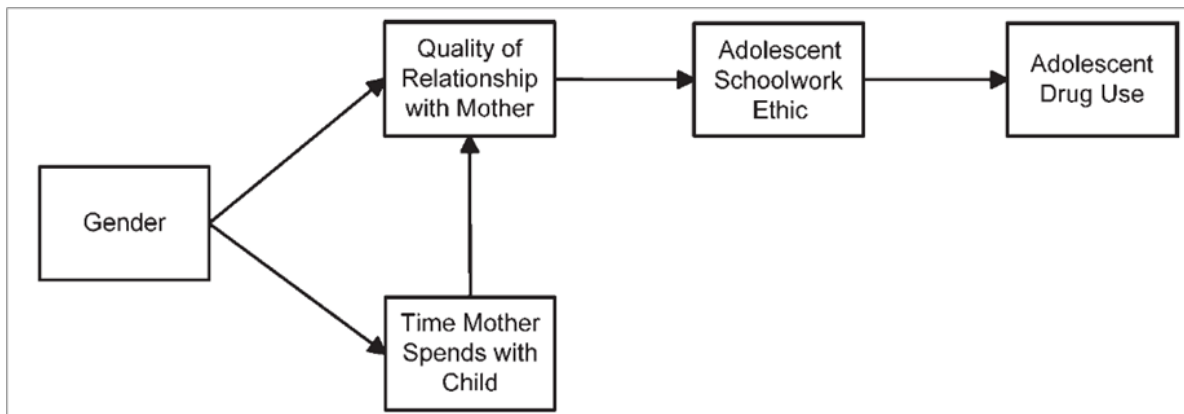 Quality of
Relationship
with Mother
Adolescent
Schoolwork
Ethic
Adolescent
Drug Use
Gender
Time Mother
Spends with
Child